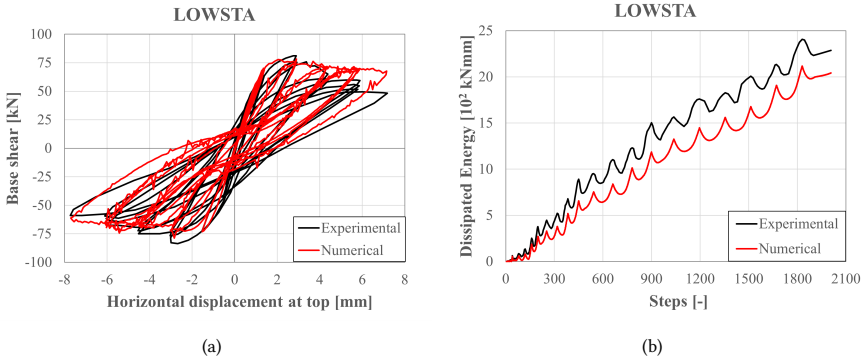 LOWSTA
100
75
50
25
0
-25
-50
-75
-100
Base shear [kN]
Experimental
Numerical
-8 -6 -4 -2 0 2 4 6 8
Horizontal displacement at top [mm]
(a)
LOWSTA
25
20
15
10
5
0
Dissipated Energy [10² kNmm]
Experimental
Numerical
0 300 600 900 1200 1500 1800 2100
Steps [-]
(b)